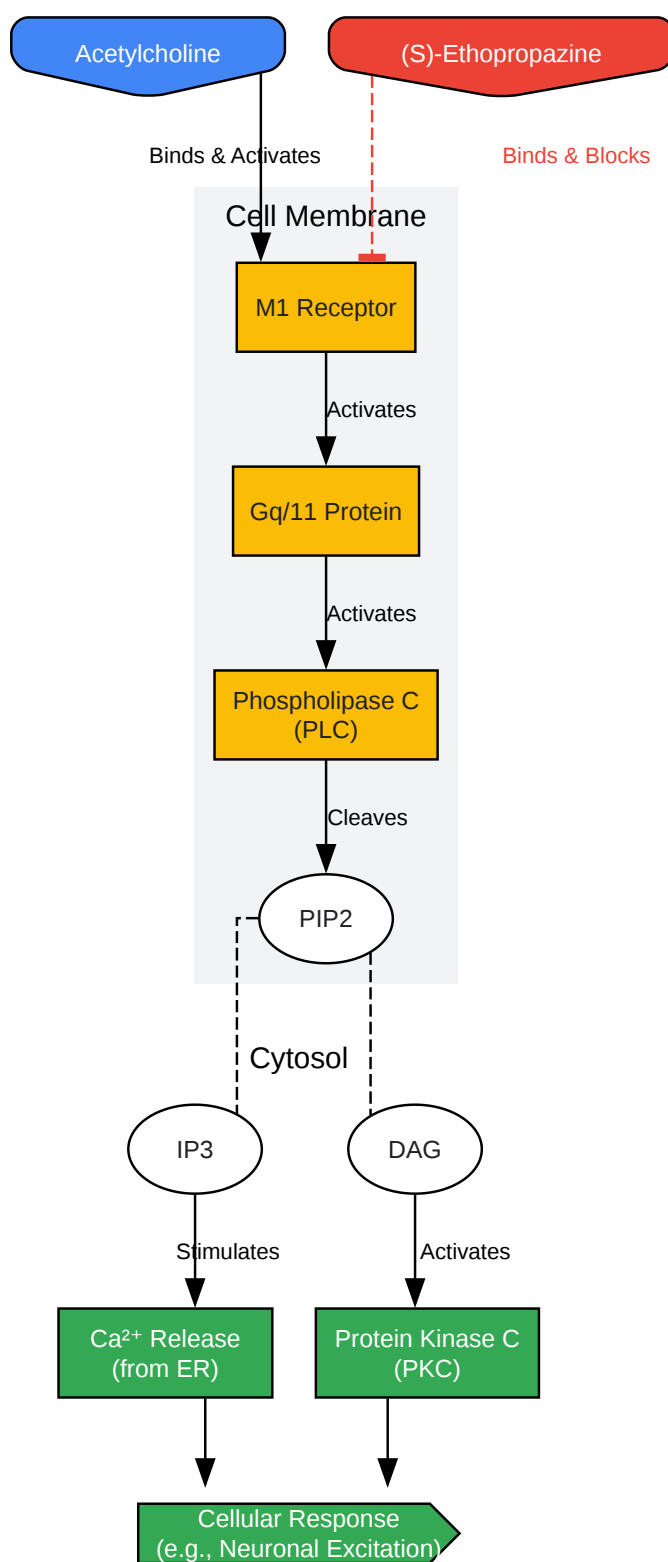 Acetylcholine
(S)-Ethopropazine
Binds & Activates
Binds & Blocks
Cell Membrane
M1 Receptor
Activates
Gq/11 Protein
Activates
Phospholipase C
(PLC)
Cleaves
PIP2
Cytosol
IP3
DAG
Stimulates
Activates
Ca²⁺ Release
(from ER)
Protein Kinase C
(PKC)
Cellular Response
(e.g., Neuronal Excitation)